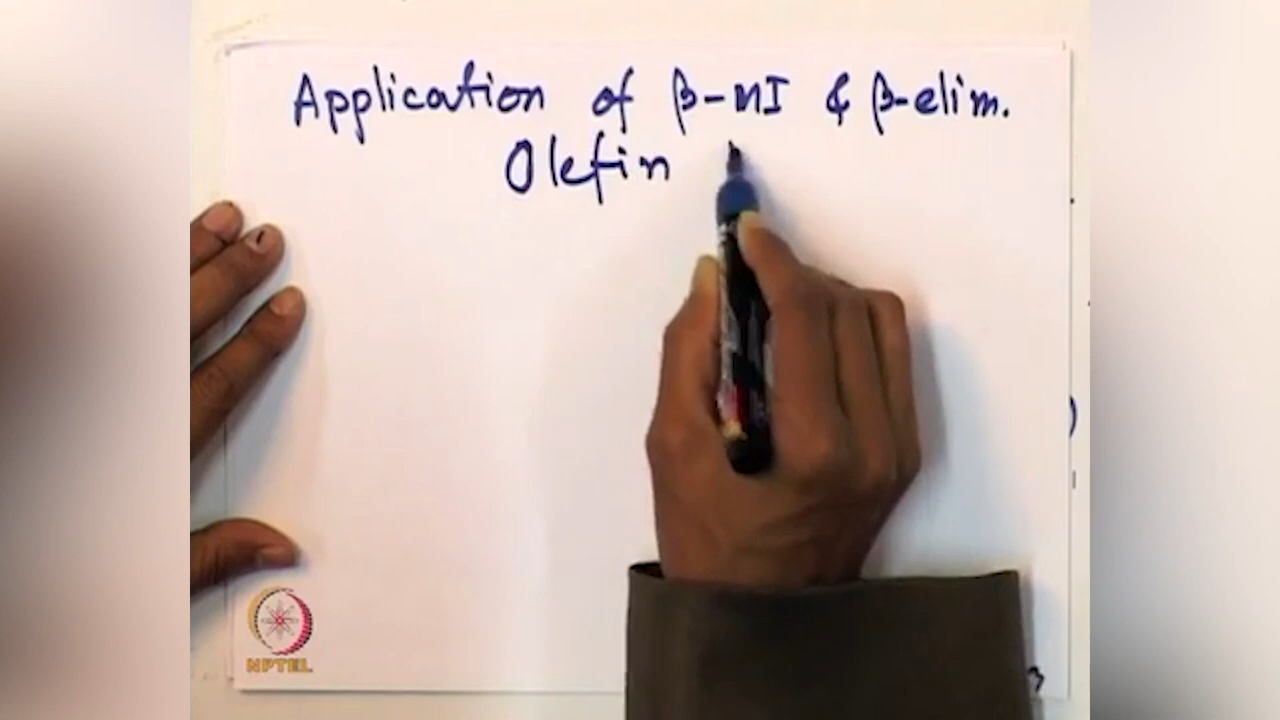 Application of β-MI & β-elim.
Olefin
NPTEL